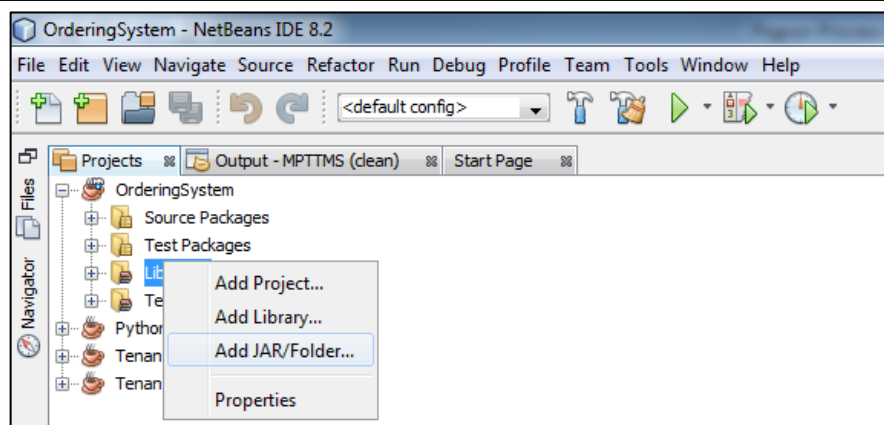 OrderingSystem - NetBeans IDE 8.2
File Edit View Navigate Source Refactor Run Debug Profile Team Tools Window Help
<default config>
Projects Output - MPTTMS (clean) Start Page
Files
Navigator
OrderingSystem
Source Packages
Test Packages
Lib
Te
Python
Tenan
Tenan
Add Project...
Add Library...
Add JAR/Folder...
Properties